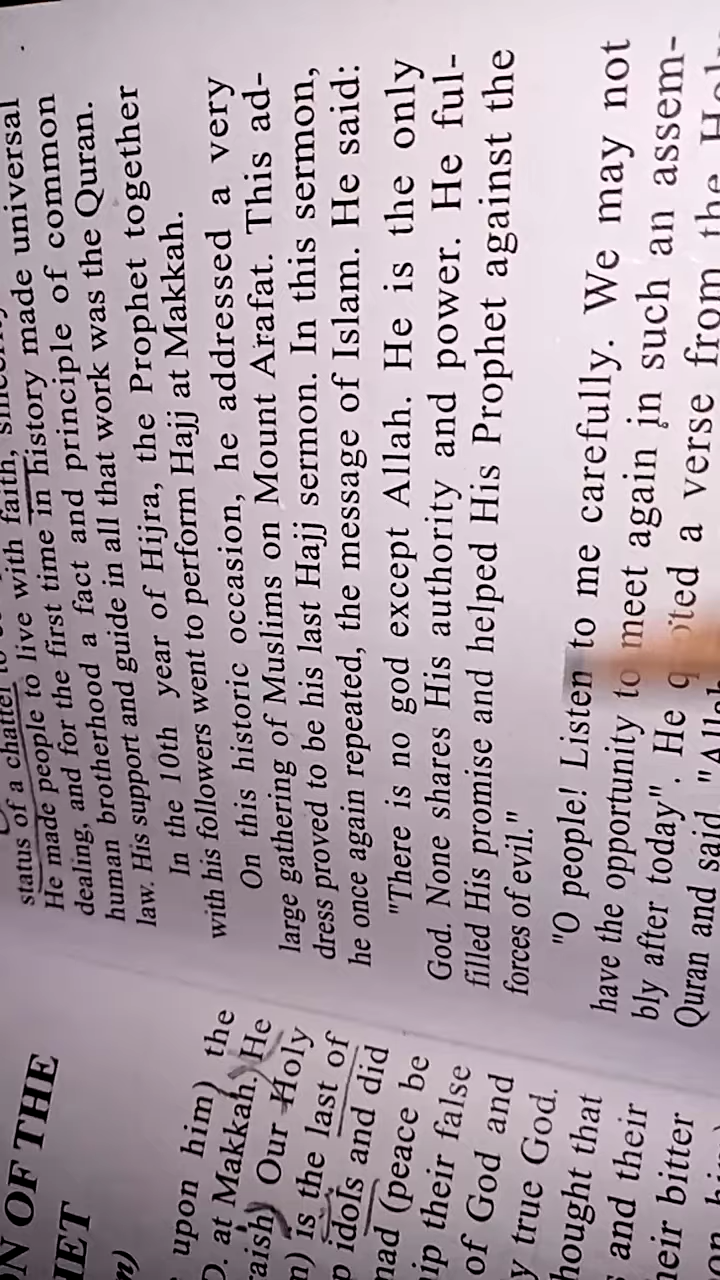 OF THE
upon him) the
at Makkah. He
Our Holy
is the last of
idols and did
(peace be
their false
of God and
true God.
that
and their
bitter
status of a chattel to
He made people to live with faith,
dealing, and for the first time in history made universal
human brotherhood a fact and principle of common
law. His support and guide in all that work was the Quran.
In the 10th year of Hijra, the Prophet together
with his followers went to perform Hajj at Makkah.
On this historic occasion, he addressed a very
large gathering of Muslims on Mount Arafat. This ad-
dress proved to be his last Hajj sermon. In this sermon,
he once again repeated, the message of Islam. He said:
"There is no god except Allah. He is the only
God. None shares His authority and power. He ful-
filled His promise and helped His Prophet against the
forces of evil."
"O people! Listen to me carefully. We may not
have the opportunity to meet again in such an assem-
bly after today". He quoted a verse from the
Quran and said "Allah